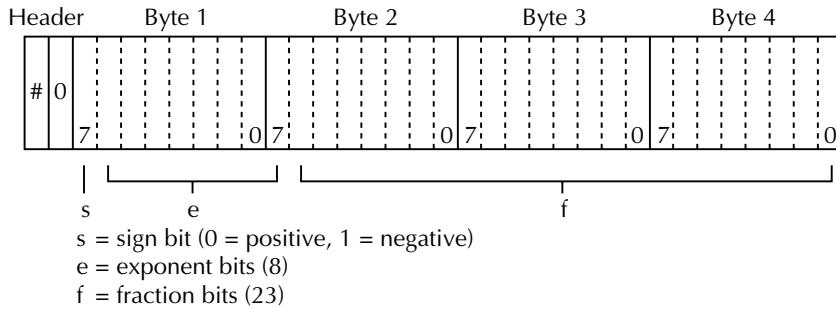 Header Byte 1 Byte 2 Byte 3 Byte 4
# 0
7 0 7 0 7 0 7 0
s e f
s = sign bit (0 = positive, 1 = negative)
e = exponent bits (8)
f = fraction bits (23)